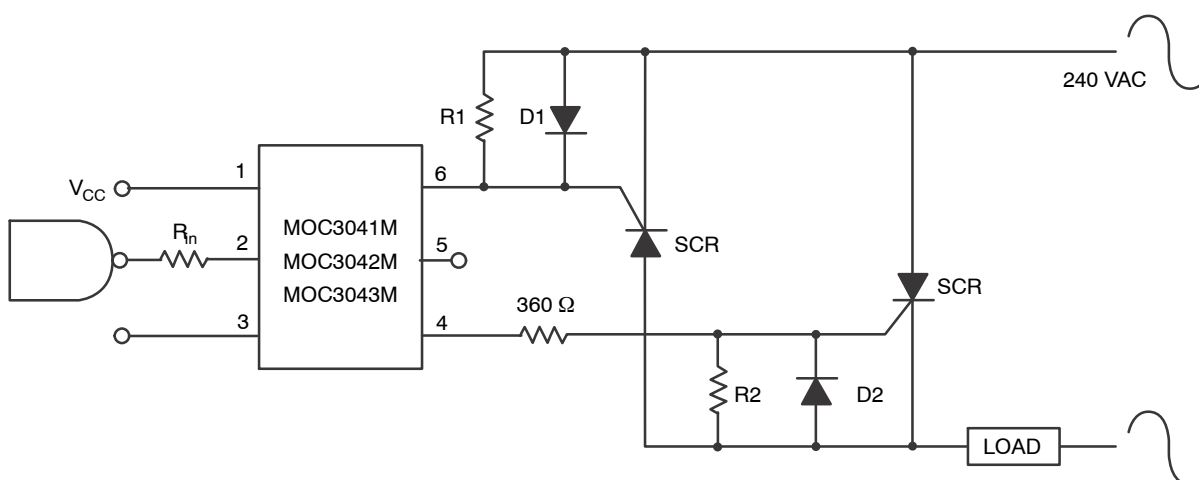 240 VAC
R1
D1
6
1
VCC
MOC3041M
Rin
2
5
SCR
MOC3042M
MOC3043M
SCR
360 Ω
3
4
R2
D2
LOAD